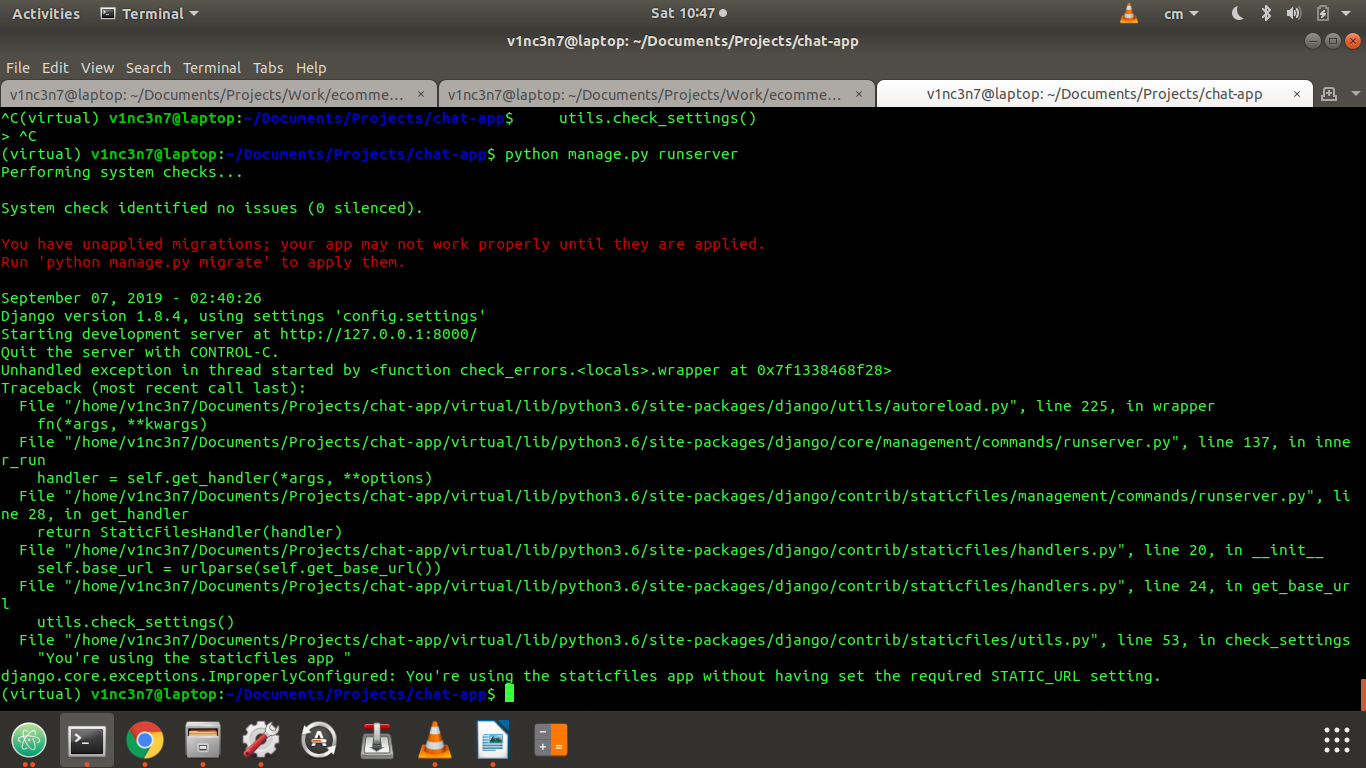 Activities Terminal Sat 10:47 cm
v1nc3n7@laptop: ~/Documents/Projects/chat-app
File Edit View Search Terminal Tabs Help
v1nc3n7@laptop: ~/Documents/Projects/Work/ecomme... × v1nc3n7@laptop: ~/Documents/Projects/Work/ecomme... × v1nc3n7@laptop: ~/Documents/Projects/chat-app ×
^C(virtual) v1nc3n7@laptop:~/Documents/Projects/chat-app$     utils.check_settings()
> ^C
(virtual) v1nc3n7@laptop:~/Documents/Projects/chat-app$ python manage.py runserver
Performing system checks...
System check identified no issues (0 silenced).
You have unapplied migrations; your app may not work properly until they are applied.
Run 'python manage.py migrate' to apply them.
September 07, 2019 - 02:40:26
Django version 1.8.4, using settings 'config.settings'
Starting development server at http://127.0.0.1:8000/
Quit the server with CONTROL-C.
Unhandled exception in thread started by <function check_errors.<locals>.wrapper at 0x7f1338468f28>
Traceback (most recent call last):
  File "/home/v1nc3n7/Documents/Projects/chat-app/virtual/lib/python3.6/site-packages/django/utils/autoreload.py", line 225, in wrapper
    fn(*args, **kwargs)
  File "/home/v1nc3n7/Documents/Projects/chat-app/virtual/lib/python3.6/site-packages/django/core/management/commands/runserver.py", line 137, in inne
r_run
    handler = self.get_handler(*args, **options)
  File "/home/v1nc3n7/Documents/Projects/chat-app/virtual/lib/python3.6/site-packages/django/contrib/staticfiles/management/commands/runserver.py", li
ne 28, in get_handler
    return StaticFilesHandler(handler)
  File "/home/v1nc3n7/Documents/Projects/chat-app/virtual/lib/python3.6/site-packages/django/contrib/staticfiles/handlers.py", line 20, in __init__
    self.base_url = urlparse(self.get_base_url())
  File "/home/v1nc3n7/Documents/Projects/chat-app/virtual/lib/python3.6/site-packages/django/contrib/staticfiles/handlers.py", line 24, in get_base_ur
l
    utils.check_settings()
  File "/home/v1nc3n7/Documents/Projects/chat-app/virtual/lib/python3.6/site-packages/django/contrib/staticfiles/utils.py", line 53, in check_settings
    "You're using the staticfiles app "
django.core.exceptions.ImproperlyConfigured: You're using the staticfiles app without having set the required STATIC_URL setting.
(virtual) v1nc3n7@laptop:~/Documents/Projects/chat-app$